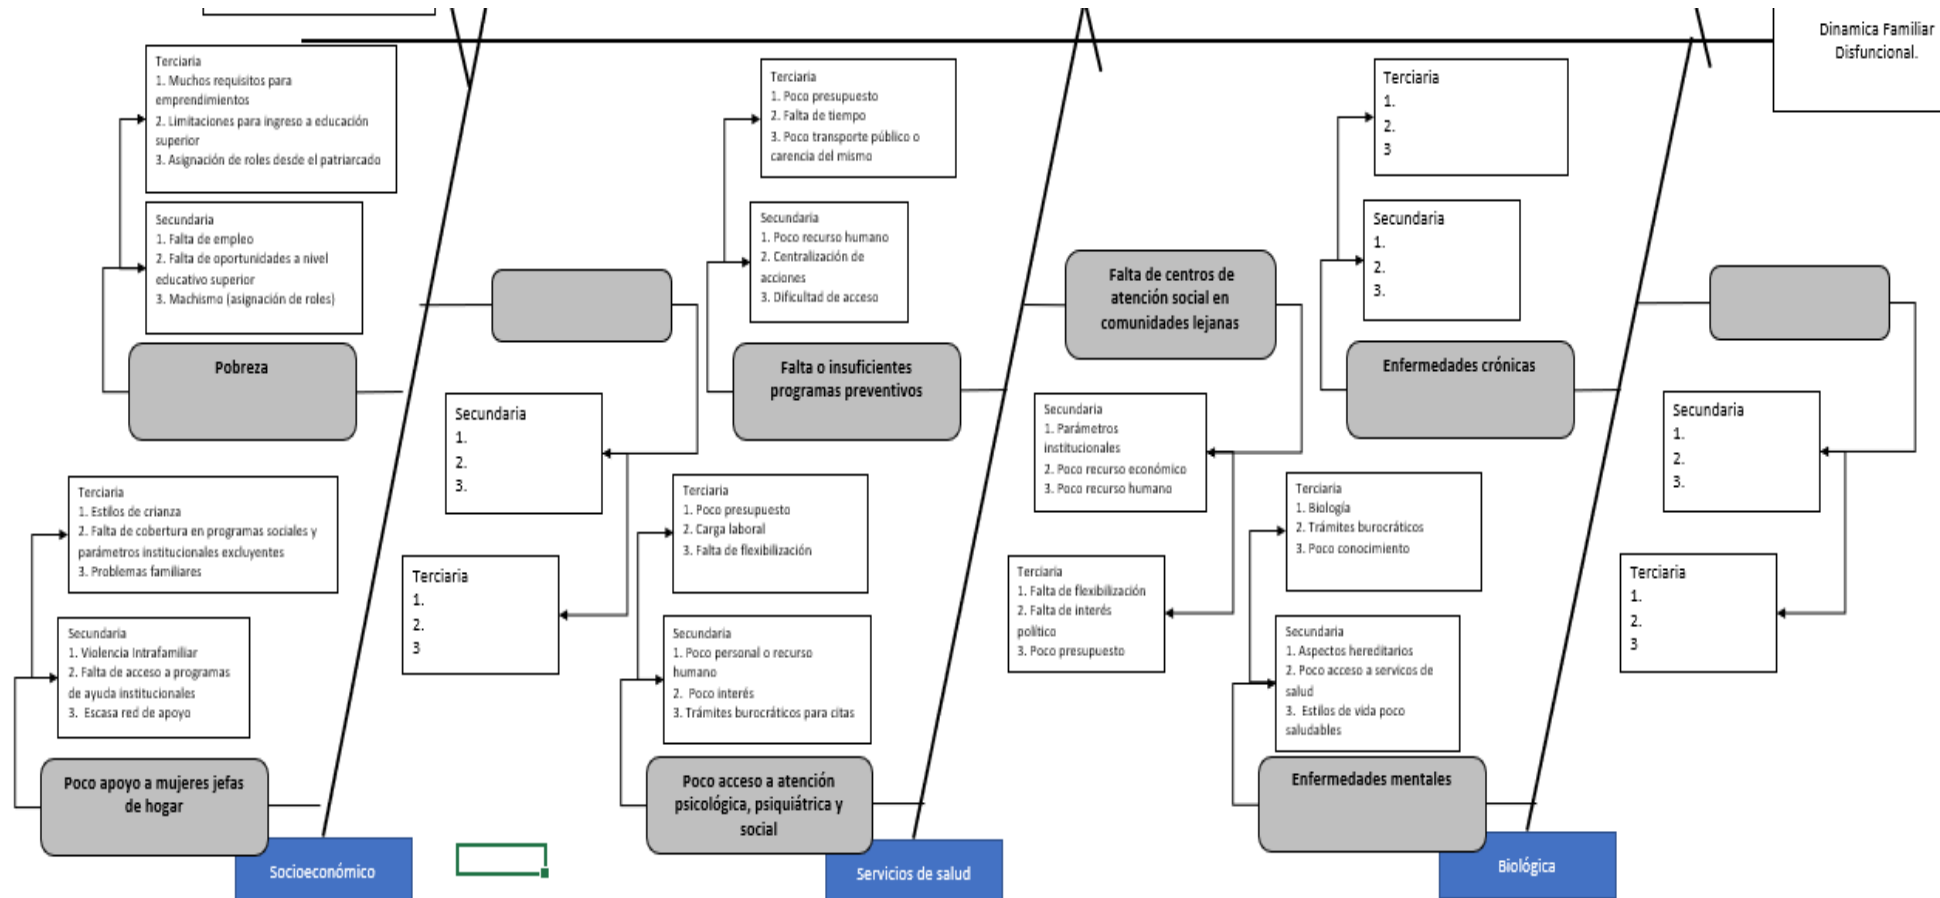 Dinamica Familiar
Disfuncional.
Terciaria
1. Muchos requisitos para
emprendimientos
2. Limitaciones para ingreso a educación
superior
3. Asignación de roles desde el patriarcado
Secundaria
1. Falta de empleo
2. Falta de oportunidades a nivel
educativo superior
3. Machismo (asignación de roles)
Pobreza
Secundaria
1.
2.
3.
Terciaria
1.
2.
3
Terciaria
1. Estilos de crianza
2. Falta de cobertura en programas sociales y
parámetros institucionales excluyentes
3. Problemas familiares
Secundaria
1. Violencia Intrafamiliar
2. Falta de acceso a programas
de ayuda institucionales
3. Escasa red de apoyo
Poco apoyo a mujeres jefas
de hogar
Socioeconómico
Terciaria
1. Poco presupuesto
2. Falta de tiempo
3. Poco transporte público o
carencia del mismo
Secundaria
1. Poco recurso humano
2. Centralización de
acciones
3. Dificultad de acceso
Falta o insuficientes
programas preventivos
Falta de centros de
atención social en
comunidades lejanas
Secundaria
1. Parámetros
institucionales
2. Poco recurso económico
3. Poco recurso humano
Terciaria
1. Falta de flexibilización
2. Falta de interés
político
3. Poco presupuesto
Terciaria
1. Poco presupuesto
2. Carga laboral
3. Falta de flexibilización
Secundaria
1. Poco personal o recurso
humano
2. Poco interés
3. Trámites burocráticos para citas
Poco acceso a atención
psicológica, psiquiátrica y
social
Servicios de salud
Terciaria
1.
2.
3
Secundaria
1.
2.
3.
Enfermedades crónicas
Secundaria
1.
2.
3.
Terciaria
1.
2.
3
Terciaria
1. Biología
2. Trámites burocráticos
3. Poco conocimiento
Secundaria
1. Aspectos hereditarios
2. Poco acceso a servicos de
salud
3. Estilos de vida poco
saludables
Enfermedades mentales
Biológica